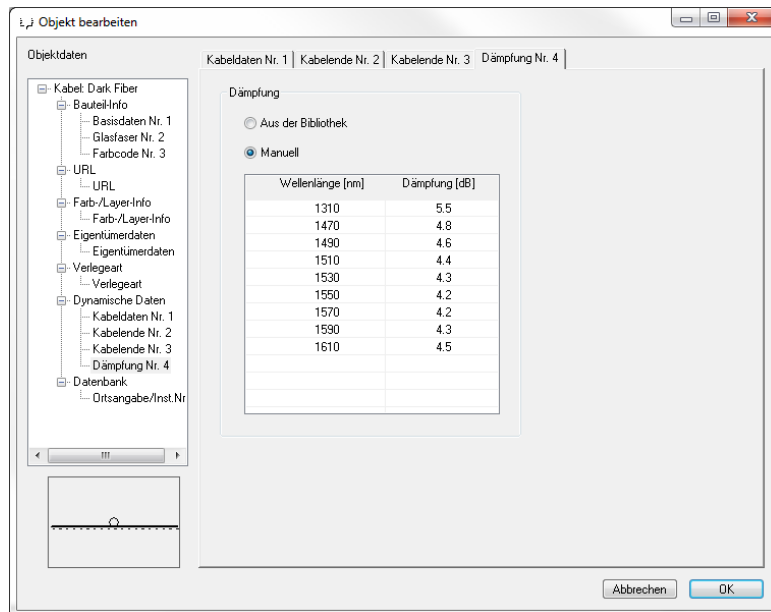 Objekt bearbeiten
Objektdaten
Kabel: Dark Fiber
Bauteil-Info
Basisdaten Nr. 1
Glasfaser Nr. 2
Farbcode Nr. 3
URL
URL
Farb-/Layer-Info
Farb-/Layer-Info
Eigentümerdaten
Eigentümerdaten
Verlegeart
Verlegeart
Dynamische Daten
Kabeldaten Nr. 1
Kabelende Nr. 2
Kabelende Nr. 3
Dämpfung Nr. 4
Datenbank
Ortsangabe/Inst.Nr
Kabeldaten Nr. 1 Kabelende Nr. 2 Kabelende Nr. 3 Dämpfung Nr. 4
Dämpfung
Aus der Bibliothek
Manuell
Wellenlänge [nm] Dämpfung [dB]
1310 5.5
1470 4.8
1490 4.6
1510 4.4
1530 4.3
1550 4.2
1570 4.2
1590 4.3
1610 4.5
Abbrechen OK